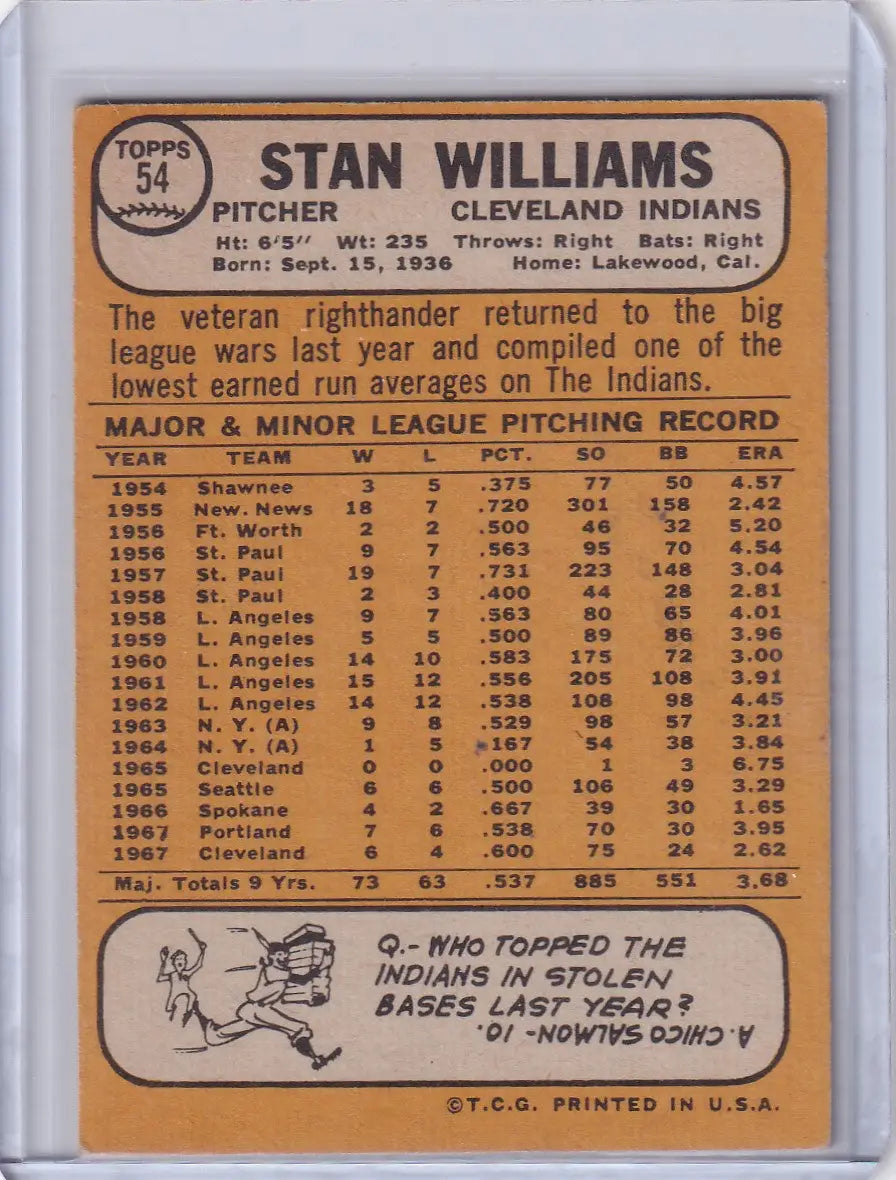 TOPPS
54
STAN WILLIAMS
PITCHER CLEVELAND INDIANS
Ht: 6'5'' Wt: 235 Throws: Right Bats: Right
Born: Sept. 15, 1936 Home: Lakewood, Cal.
The veteran righthander returned to the big
league wars last year and compiled one of the
lowest earned run averages on The Indians.
MAJOR & MINOR LEAGUE PITCHING RECORD
YEAR TEAM W L PCT. SO BB ERA
1954 Shawnee 3 5 .375 77 50 4.57
1955 New. News 18 7 .720 301 158 2.42
1956 Ft. Worth 2 2 .500 46 32 5.20
1956 St. Paul 9 7 .563 95 70 4.54
1957 St. Paul 19 7 .731 223 148 3.04
1958 St. Paul 2 3 .400 44 28 2.81
1958 L. Angeles 9 7 .563 80 65 4.01
1959 L. Angeles 5 5 .500 89 86 3.96
1960 L. Angeles 14 10 .583 175 72 3.00
1961 L. Angeles 15 12 .556 205 108 3.91
1962 L. Angeles 14 12 .538 108 98 4.45
1963 N. Y. (A) 9 8 .529 98 57 3.21
1964 N. Y. (A) 1 5 .167 54 38 3.84
1965 Cleveland 0 0 .000 1 3 6.75
1965 Seattle 6 6 .500 106 49 3.29
1966 Spokane 4 2 .667 39 30 1.65
1967 Portland 7 6 .538 70 30 3.95
1967 Cleveland 6 4 .600 75 24 2.62
Maj. Totals 9 Yrs. 73 63 .537 885 551 3.68
Q.- WHO TOPPED THE
INDIANS IN STOLEN
BASES LAST YEAR?
A. CHICO SALMON- 10.
©T.C.G. PRINTED IN U.S.A.